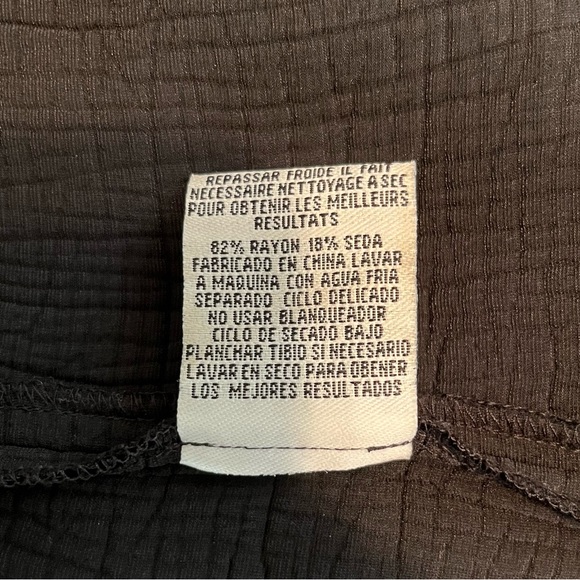 REPASSAR FROIDE IL FAIT
NECESSAIRE NETTOYAGE A SEC
POUR OBTENIR LES MEILLEURS
RESULTATS
82% RAYON 18% SEDA
FABRICADO EN CHINA LAVAR
A MAQUINA CON AGUA FRIA
SEPARADO CICLO DELICADO
NO USAR BLANQUEADOR
CICLO DE SECADO BAJO
PLANCHAR TIBIO SI NECESARIO
LAVAR EN SECO PARA OBENER
LOS MEJORES RESULTADOS